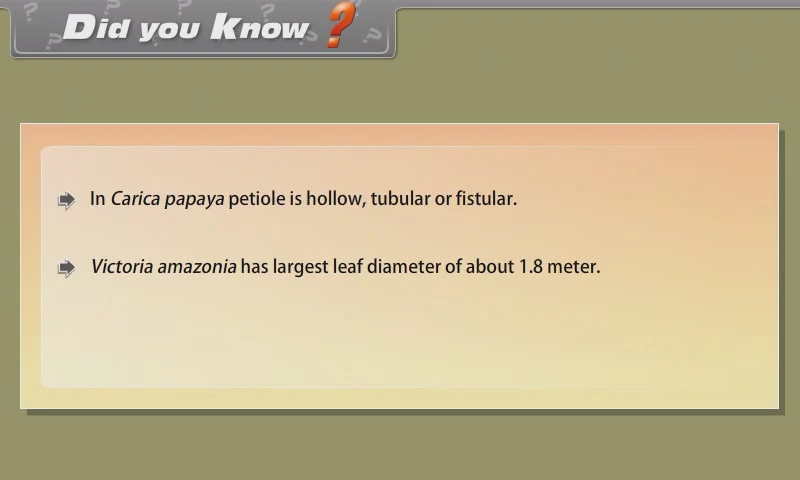 Did you Know ?
In Carica papaya petiole is hollow, tubular or fistular.
Victoria amazonia has largest leaf diameter of about 1.8 meter.